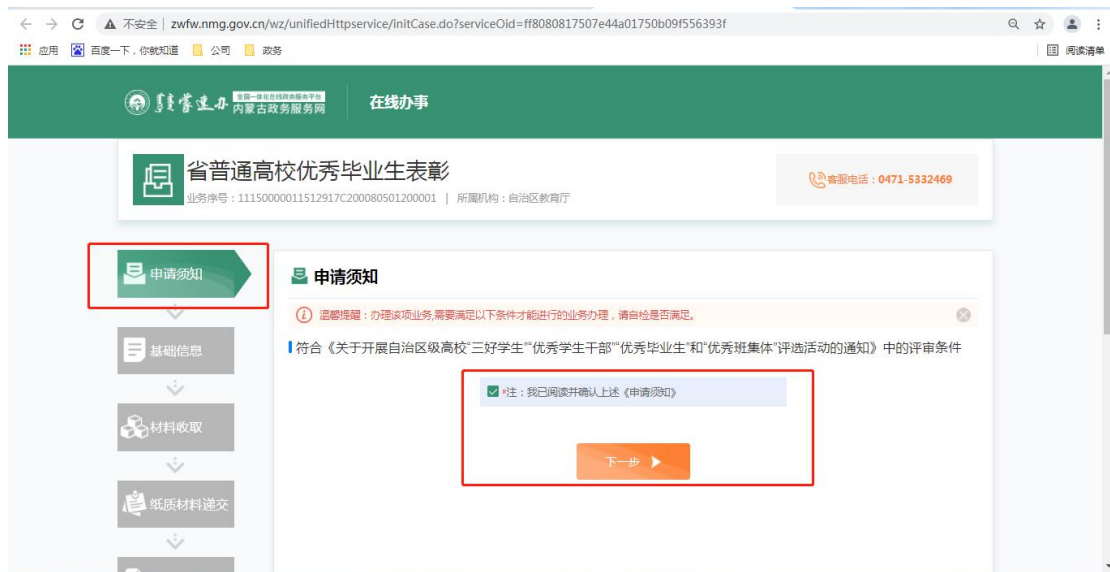 不安全 | zwfw.nmg.gov.cn/wz/unifiedHttpservice/initCase.do?serviceOid=ff8080817507e44a01750b09f556393f
应用 百度一下，你就知道 公司 政务 阅读清单
蒙速办 全国一体化在线政务服务平台 内蒙古政务服务网 在线办事
省普通高校优秀毕业生表彰
业务序号：11150000011512917C200080501200001 | 所属机构：自治区教育厅
客服电话：0471-5332469
申请须知
基础信息
材料收取
纸质材料递交
申请须知
温馨提醒：办理该项业务,需要满足以下条件才能进行的业务办理，请自检是否满足。
符合《关于开展自治区级高校“三好学生”“优秀学生干部”“优秀毕业生”和“优秀班集体”评选活动的通知》中的评审条件
*注：我已阅读并确认上述《申请须知》
下一步